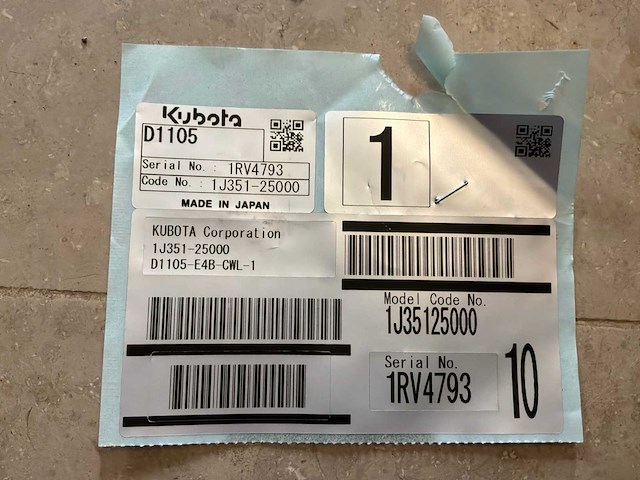 Kubota
D1105
Serial No. : 1RV4793
Code No. : 1J351-25000
MADE IN JAPAN
1
KUBOTA Corporation
1J351-25000
D1105-E4B-CWL-1
Model Code No.
1J35125000
Serial No.
1RV4793
10